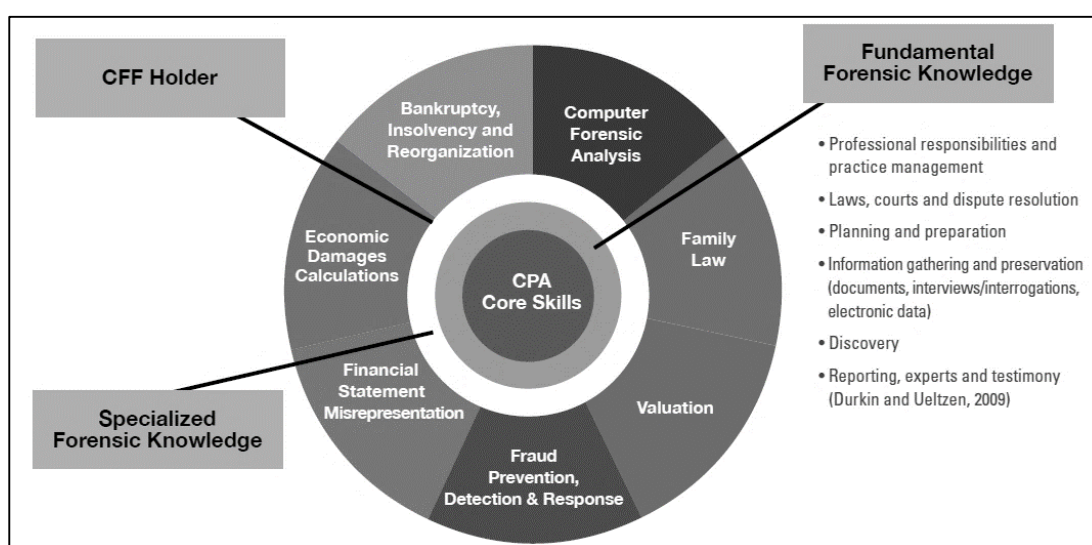 CFF Holder
Fundamental
Forensic Knowledge
Bankruptcy,
Insolvency and
Reorganization
Computer
Forensic
Analysis
Economic
Damages
Calculations
Family
Law
CPA
Core Skills
Financial
Statement
Misrepresentation
Valuation
Fraud
Prevention,
Detection & Response
Specialized
Forensic Knowledge
• Professional responsibilities and
practice management
• Laws, courts and dispute resolution
• Planning and preparation
• Information gathering and preservation
(documents, interviews/interrogations,
electronic data)
• Discovery
• Reporting, experts and testimony
(Durkin and Ueltzen, 2009)